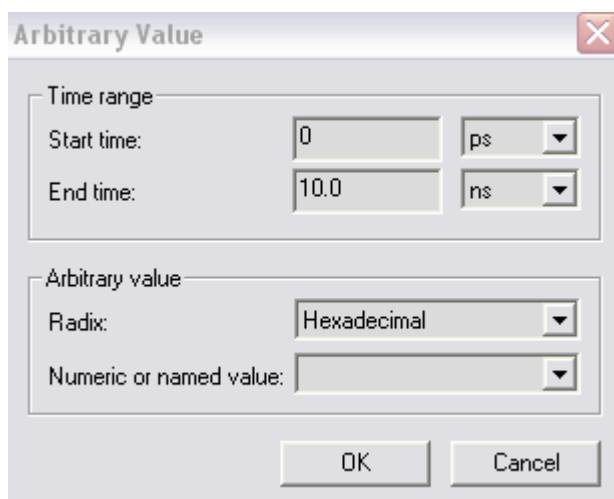 Arbitrary Value
Time range
Start time: 0 ps
End time: 10.0 ns
Arbitrary value
Radix: Hexadecimal
Numeric or named value:
OK Cancel